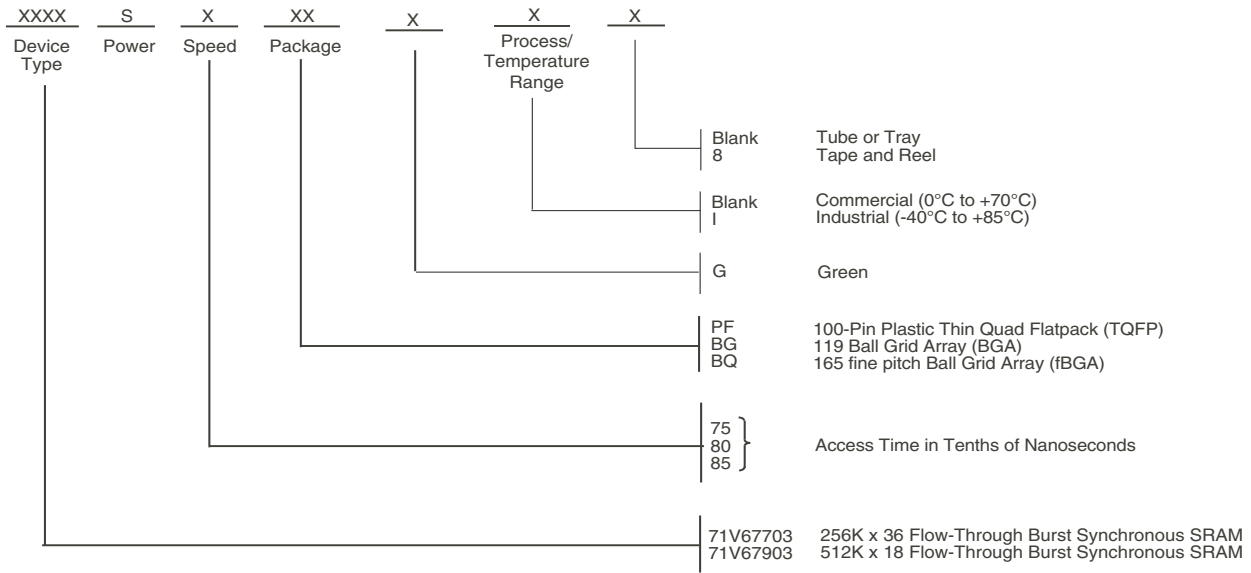 XXXX S X XX X X X
Device Type Power Speed Package Process/ Temperature Range
Blank Tube or Tray
8 Tape and Reel
Blank Commercial (0°C to +70°C)
I Industrial (-40°C to +85°C)
G Green
PF 100-Pin Plastic Thin Quad Flatpack (TQFP)
BG 119 Ball Grid Array (BGA)
BQ 165 fine pitch Ball Grid Array (fBGA)
75
80 Access Time in Tenths of Nanoseconds
85
71V67703 256K x 36 Flow-Through Burst Synchronous SRAM
71V67903 512K x 18 Flow-Through Burst Synchronous SRAM